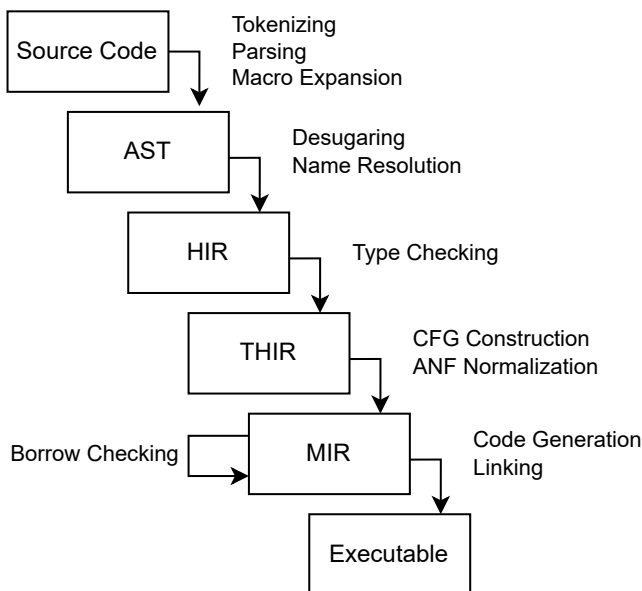 Source Code
Tokenizing
Parsing
Macro Expansion
AST
Desugaring
Name Resolution
HIR
Type Checking
THIR
CFG Construction
ANF Normalization
Borrow Checking
MIR
Code Generation
Linking
Executable